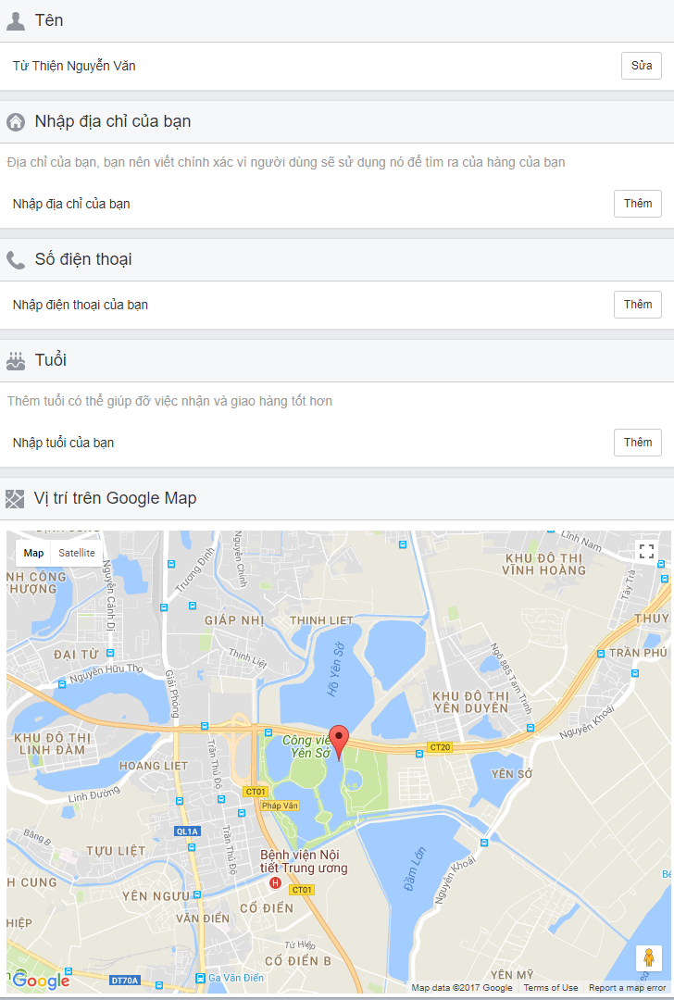 Tên
Từ Thiện Nguyễn Văn
Sửa
Nhập địa chỉ của bạn
Địa chỉ của bạn, bạn nên viết chính xác vì người dùng sẽ sử dụng nó để tìm ra của hàng của bạn
Nhập địa chỉ của bạn
Thêm
Số điện thoại
Nhập điện thoại của bạn
Thêm
Tuổi
Thêm tuổi có thể giúp đỡ việc nhận và giao hàng tốt hơn
Nhập tuổi của bạn
Thêm
Vị trí trên Google Map
Map
Satellite
Lĩnh Nam
Trương Định
Nguyễn Chính
Nguyễn Cảnh Dị
KHU ĐÔ THỊ
VĨNH HOÀNG
NH CÔNG
THƯỢNG
Tây Trà
GIÁP NHỊ
THINH LIET
THUY
ĐẠI TỪ
Thịnh Liệt
Hồ Yên Sở
TRẦN PHÚ
Nguyễn Hữu Thọ
Giải Phóng
Ngõ 885 Tam Trinh
KHU ĐÔ THỊ
YÊN DUYÊN
Nguyễn Khoái
KHU ĐÔ THỊ
LINH ĐÀM
Công viê
Yên Sở
CT20
HOANG LIET
Trần Thủ Độ
YÊN SỞ
Linh Đường
CT01
Pháp Vân
Bằng B
QL1A
Trần Thủ Độ
TỰU LIỆT
Bệnh viện Nội
tiết Trung ương
H
Đầm Lớn
Nguyễn Khoái
H CUNG
YÊN NGƯU
CT01
CỔ ĐIỂN
VĂN ĐIỂN
HIỆP
Tứ Hiệp
CỔ ĐIỂN B
YÊN MỸ
Google
DT70A
Ga Văn Điển
Map data ©2017 Google
Terms of Use
Report a map error